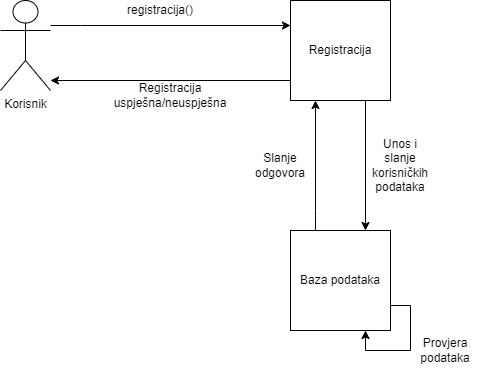 registracija()
Registracija
Registracija
uspješna/neuspješna
Korisnik
Slanje
odgovora
Unos i
slanje
korisničkih
podataka
Baza podataka
Provjera
podataka